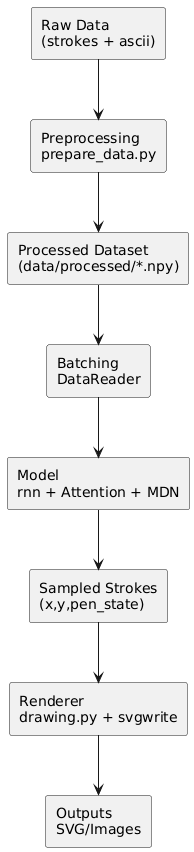 Raw Data
(strokes + ascii)
Preprocessing
prepare_data.py
Processed Dataset
(data/processed/*.npy)
Batching
DataReader
Model
rnn + Attention + MDN
Sampled Strokes
(x,y,pen_state)
Renderer
drawing.py + svgwrite
Outputs
SVG/Images